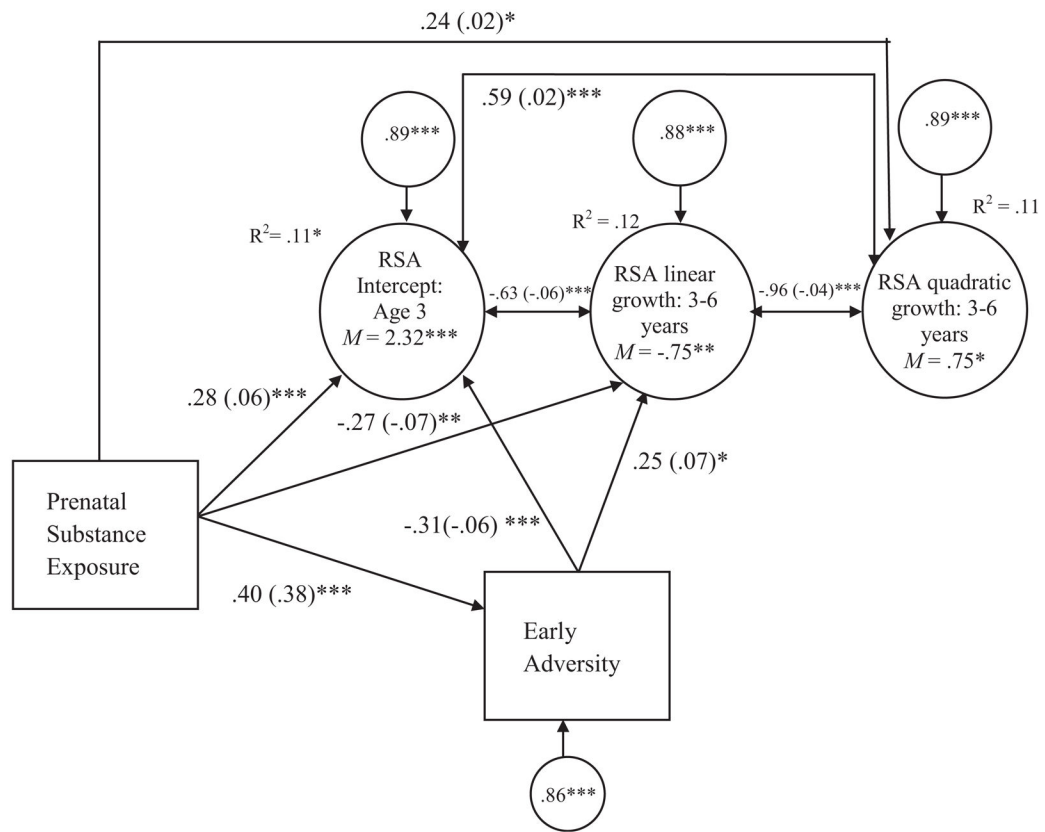 .24 (.02)*
.59 (.02)***
.89***
.88***
.89***
R² = .11*
R² = .12
R² = .11
RSA
Intercept:
Age 3
M = 2.32***
-.63 (-.06)***
RSA linear
growth: 3-6
years
M = -.75**
-.96 (-.04)***
RSA quadratic
growth: 3-6
years
M = .75*
.28 (.06)***
-.27 (-.07)**
.25 (.07)*
Prenatal
Substance
Exposure
-.31(-.06) ***
.40 (.38)***
Early
Adversity
.86***